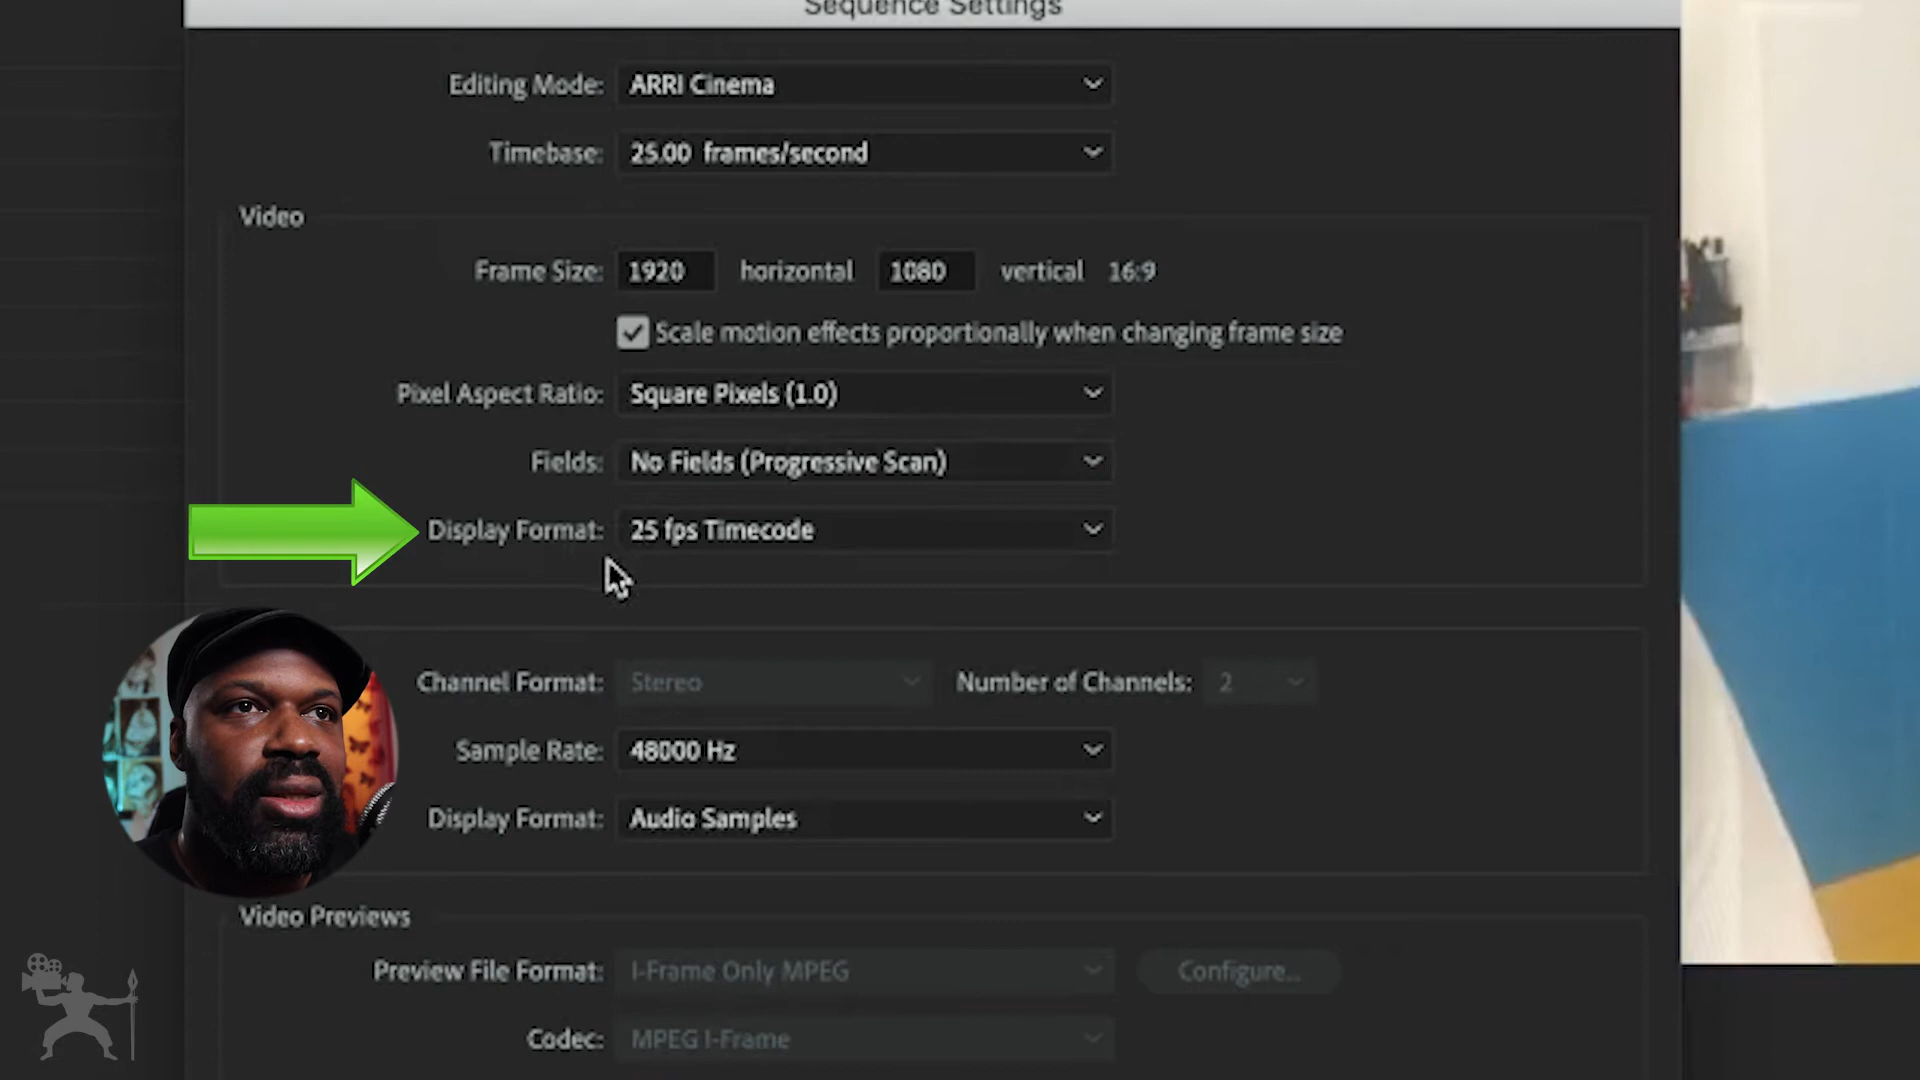 Sequence Settings
Editing Mode: ARRI Cinema
Timebase: 25.00 frames/second
Video
Frame Size: 1920 horizontal 1080 vertical 16:9
Scale motion effects proportionally when changing frame size
Pixel Aspect Ratio: Square Pixels (1.0)
Fields: No Fields (Progressive Scan)
Display Format: 25 fps Timecode
Channel Format: Stereo Number of Channels: 2
Sample Rate: 48000 Hz
Display Format: Audio Samples
Video Previews
Preview File Format: I-Frame Only MPEG Configure...
Codec: MPEG I-Frame